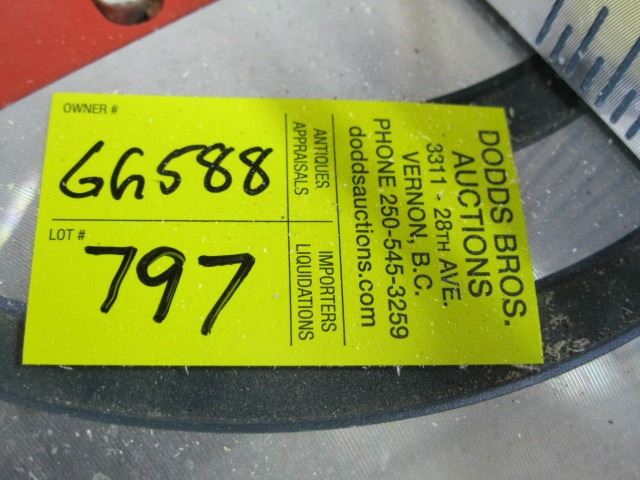 OWNER #
GG588
LOT #
797
ANTIQUES
APPRAISALS
IMPORTERS
LIQUIDATIONS
DODDS BROS.
AUCTIONS
3311 - 28TH AVE.
VERNON, B.C.
PHONE 250-545-3259
doddsauctions.com